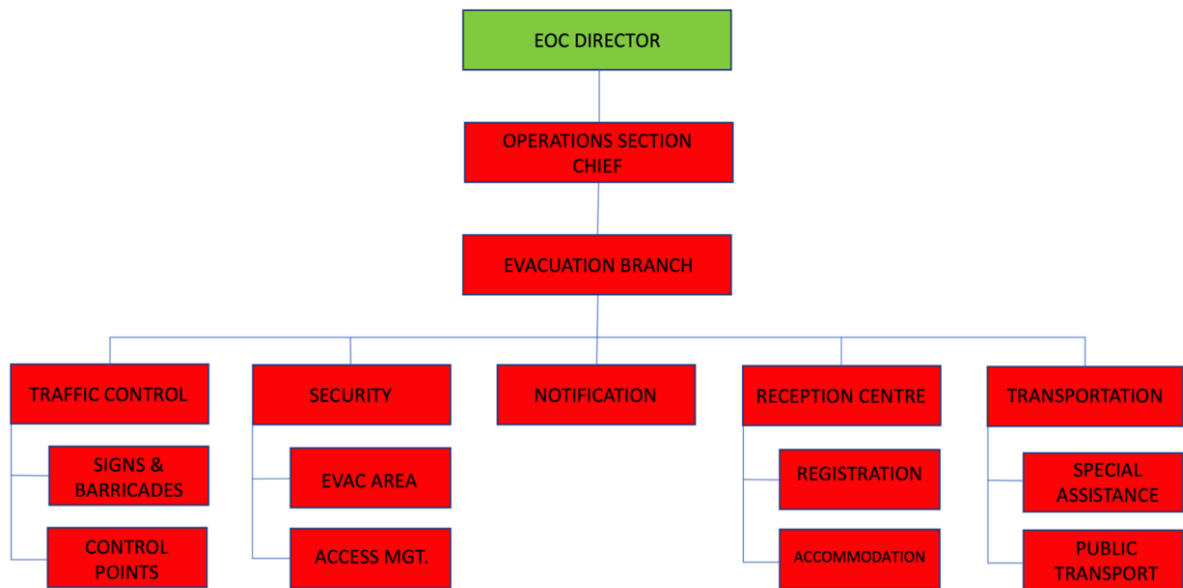 EOC DIRECTOR
OPERATIONS SECTION
CHIEF
EVACUATION BRANCH
TRAFFIC CONTROL
SECURITY
NOTIFICATION
RECEPTION CENTRE
TRANSPORTATION
SIGNS &
BARRICADES
EVAC AREA
REGISTRATION
SPECIAL
ASSISTANCE
CONTROL
POINTS
ACCESS MGT.
ACCOMMODATION
PUBLIC
TRANSPORT